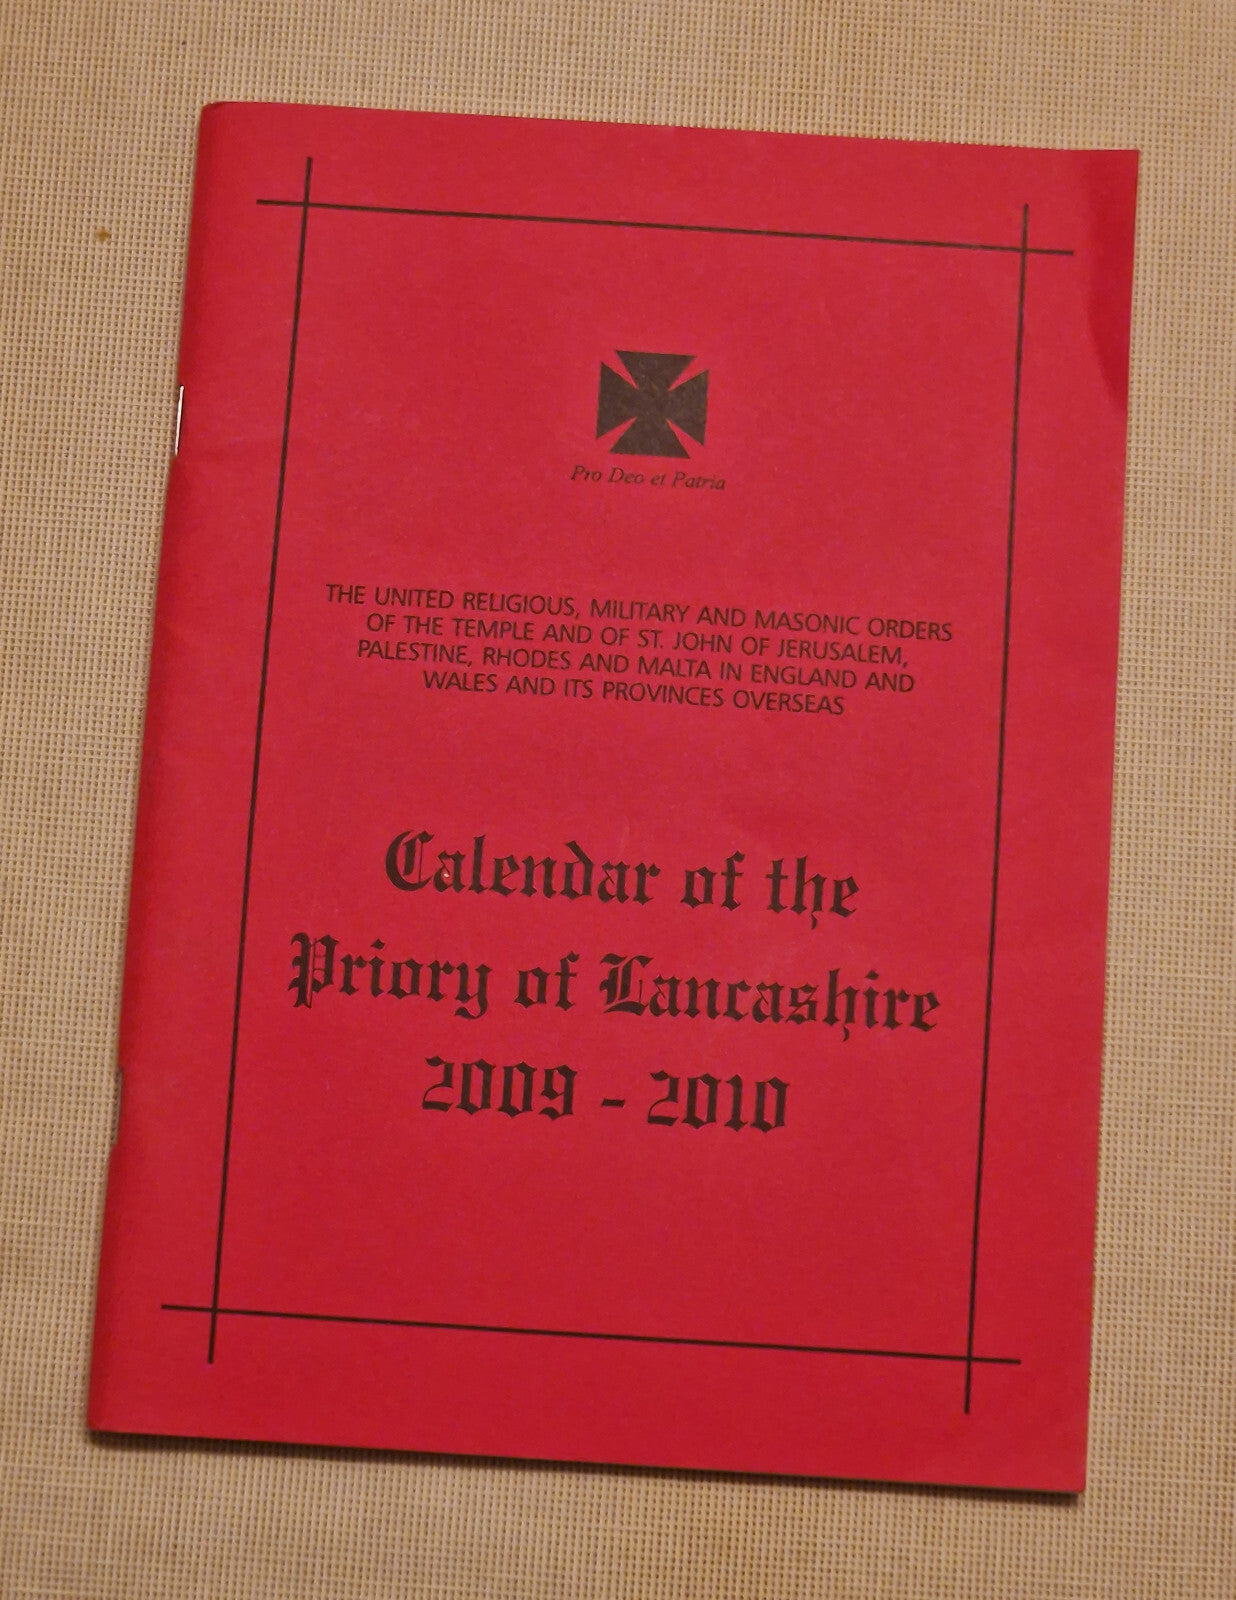 Pro Deo et Patria
THE UNITED RELIGIOUS, MILITARY AND MASONIC ORDERS
OF THE TEMPLE AND OF ST. JOHN OF JERUSALEM,
PALESTINE, RHODES AND MALTA IN ENGLAND AND
WALES AND ITS PROVINCES OVERSEAS
Calendar of the
Priory of Lancashire
2009 - 2010